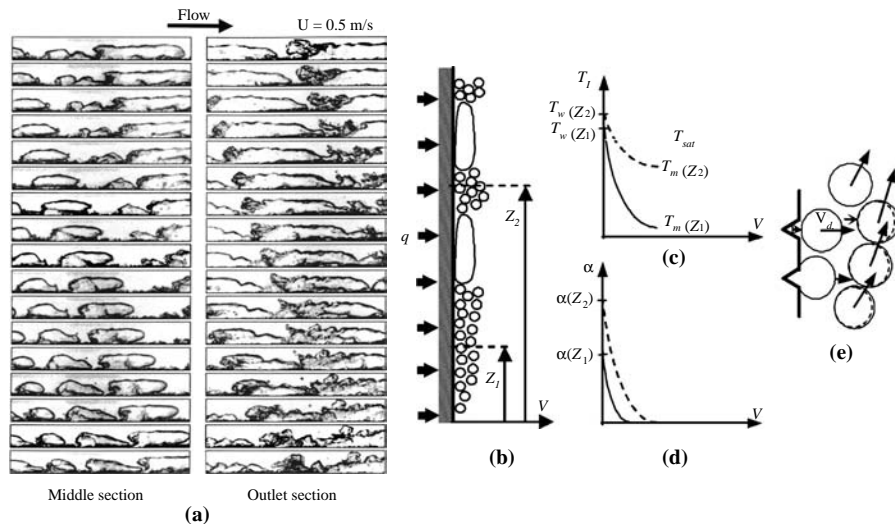 Flow
U = 0.5 m/s
Middle section
Outlet section
(a)
q
Z2
Z1
V
(b)
Tl
Tw (Z2)
Tw (Z1)
Tsat
Tm (Z2)
Tm (Z1)
V
(c)
α
α(Z2)
α(Z1)
V
(d)
Vd
(e)